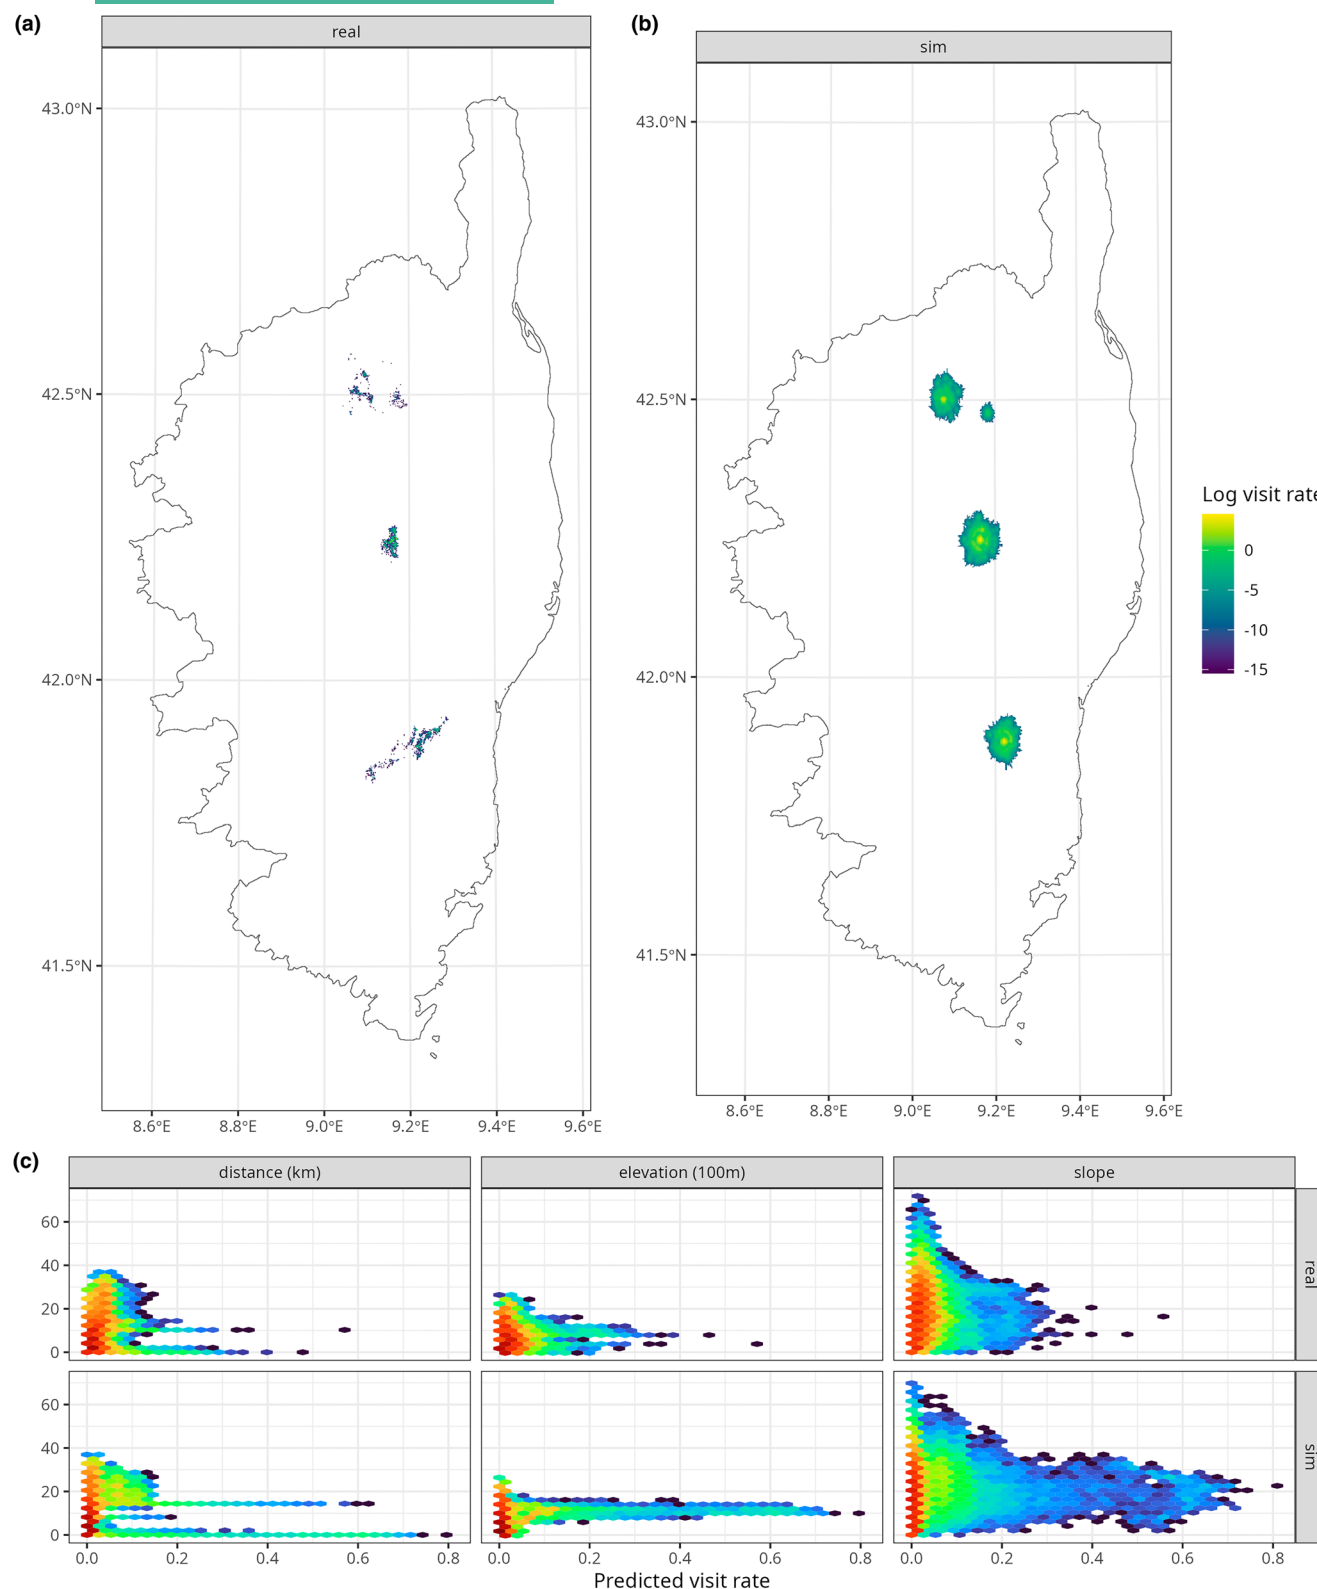 (a)
real
43.0°N
42.5°N
42.0°N
41.5°N
8.6°E 8.8°E 9.0°E 9.2°E 9.4°E 9.6°E
(b)
sim
43.0°N
42.5°N
42.0°N
41.5°N
8.6°E 8.8°E 9.0°E 9.2°E 9.4°E 9.6°E
Log visit rate
0
-5
-10
-15
(c)
distance (km) elevation (100m) slope
60
40
20
0
real
60
40
20
0
sim
0.0 0.2 0.4 0.6 0.8 0.0 0.2 0.4 0.6 0.8 0.0 0.2 0.4 0.6 0.8
Predicted visit rate